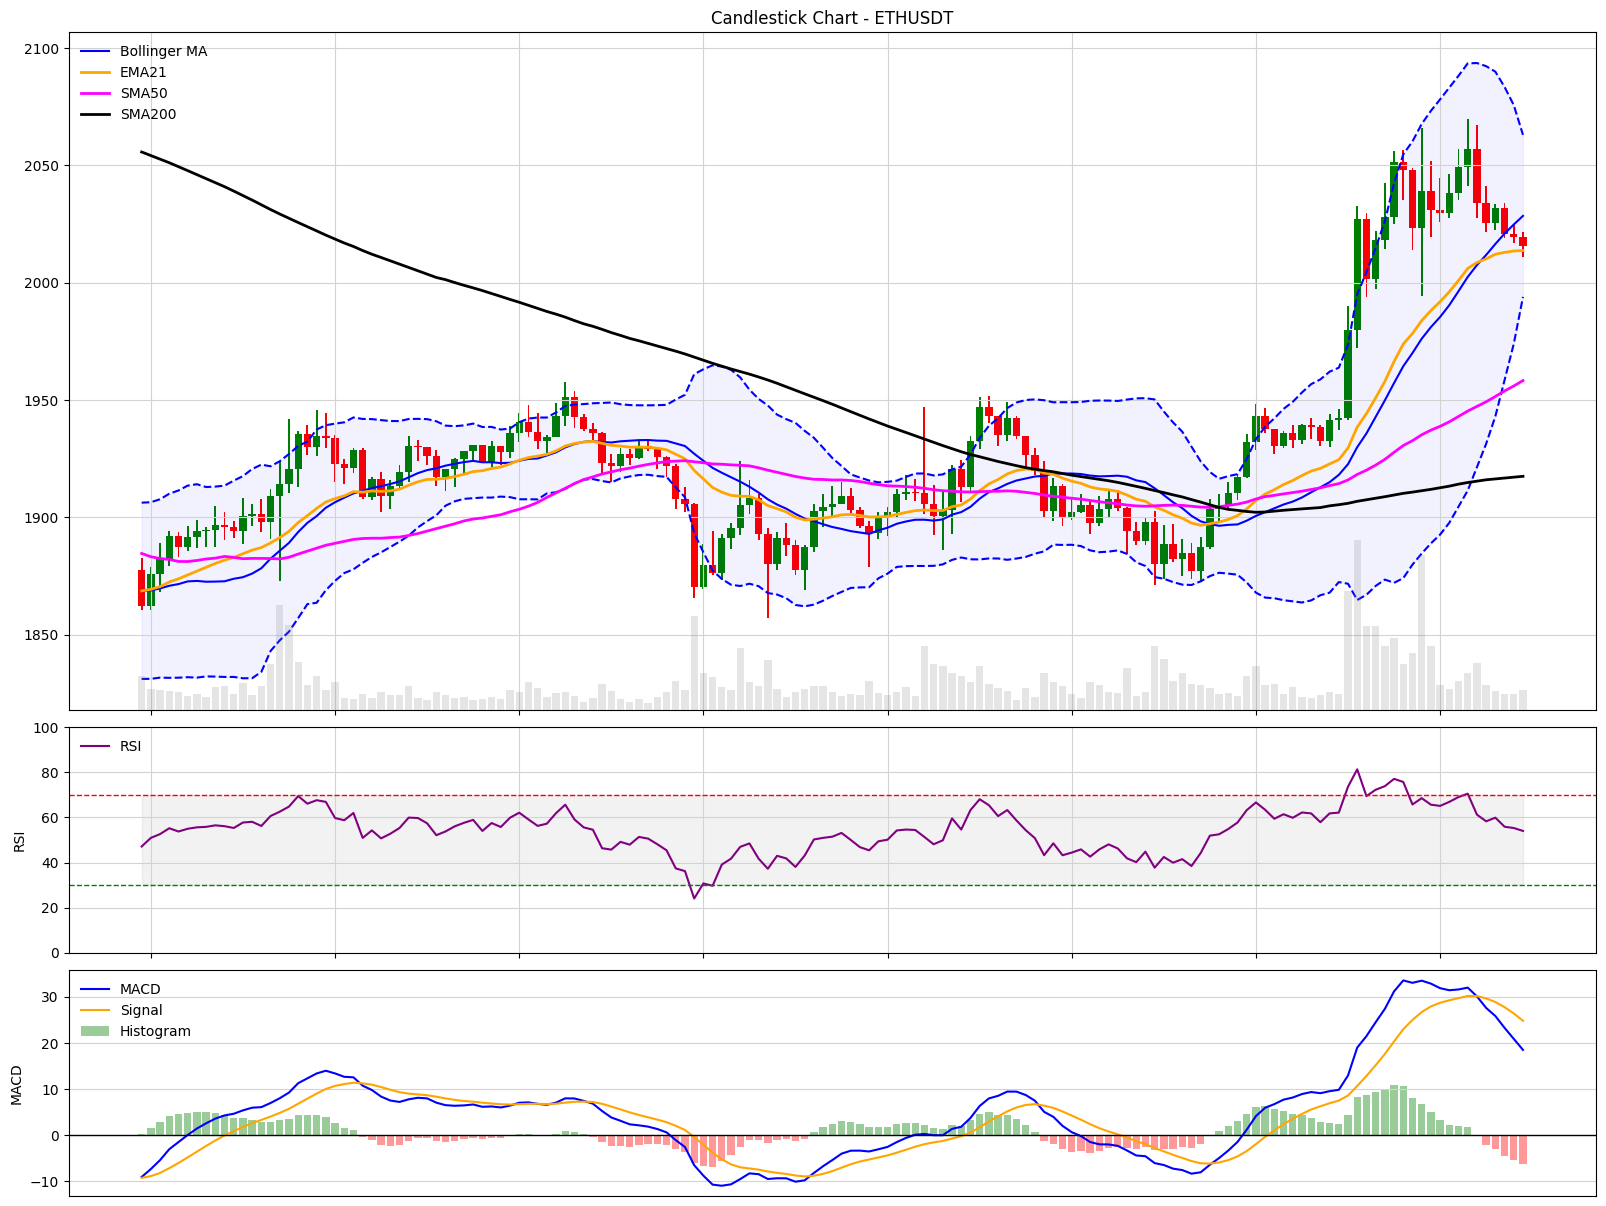 Candlestick Chart - ETHUSDT
Bollinger MA
EMA21
SMA50
SMA200
2100
2050
2000
1950
1900
1850
RSI
100
80
60
40
20
0
RSI
MACD
Signal
Histogram
30
20
10
0
−10
MACD